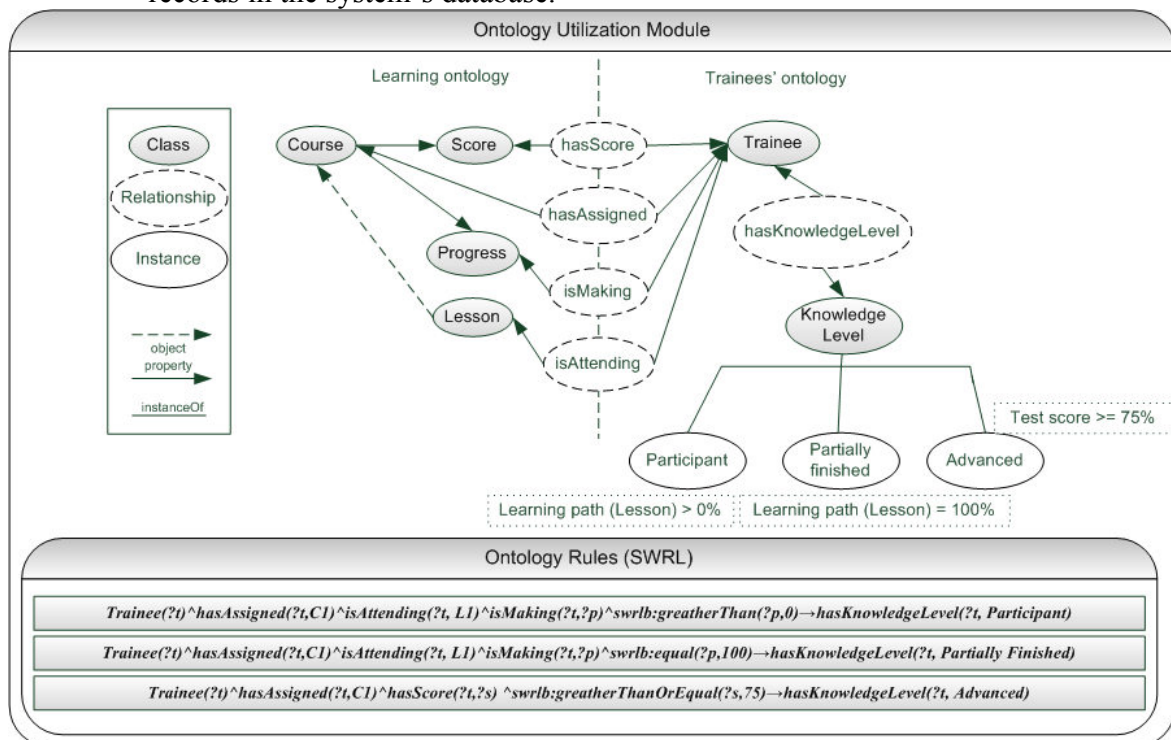 records in the system's database.
Ontology Utilization Module
Learning ontology
Trainees' ontology
Class
Relationship
Instance
object
property
instanceOf
Course
Score
hasScore
Trainee
hasAssigned
hasKnowledgeLevel
Progress
isMaking
Lesson
isAttending
Knowledge
Level
Test score >= 75%
Participant
Partially
finished
Advanced
Learning path (Lesson) > 0%
Learning path (Lesson) = 100%
Ontology Rules (SWRL)
Trainee(?t)^hasAssigned(?t,C1)^isAttending(?t, L1)^isMaking(?t,?p)^swrlb:greatherThan(?p,0)→hasKnowledgeLevel(?t, Participant)
Trainee(?t)^hasAssigned(?t,C1)^isAttending(?t, L1)^isMaking(?t,?p)^swrlb:equal(?p,100)→hasKnowledgeLevel(?t, Partially Finished)
Trainee(?t)^hasAssigned(?t,C1)^hasScore(?t,?s) ^swrlb:greatherThanOrEqual(?s,75)→hasKnowledgeLevel(?t, Advanced)